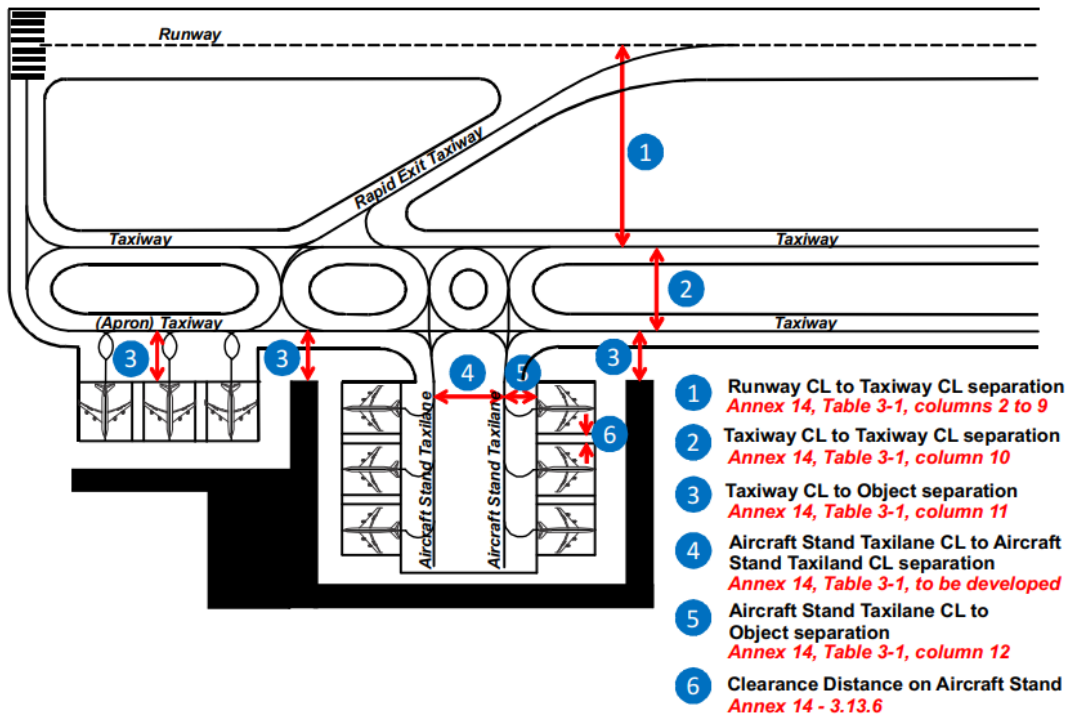 Runway
Rapid Exit Taxiway
1
Taxiway
Taxiway
2
(Apron) Taxiway
Taxiway
3
3
3
4
5
6
Aircraft Stand Taxilane
Aircraft Stand Taxilane
1
Runway CL to Taxiway CL separation
Annex 14, Table 3-1, columns 2 to 9
2
Taxiway CL to Taxiway CL separation
Annex 14, Table 3-1, column 10
3
Taxiway CL to Object separation
Annex 14, Table 3-1, column 11
4
Aircraft Stand Taxilane CL to Aircraft
Stand Taxiland CL separation
Annex 14, Table 3-1, to be developed
5
Aircraft Stand Taxilane CL to
Object separation
Annex 14, Table 3-1, column 12
6
Clearance Distance on Aircraft Stand
Annex 14 - 3.13.6